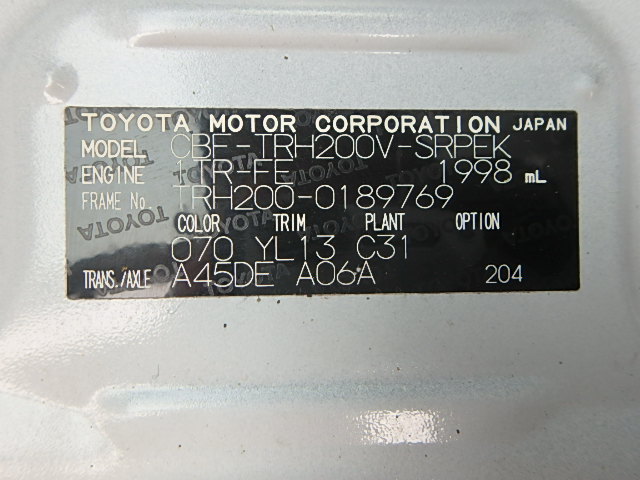 TOYOTA MOTOR CORPORATION JAPAN
MODEL CBF-TRH200V-SRPEK
ENGINE 1TR-FE 1998 mL
FRAME No. TRH200-0189769
COLOR TRIM PLANT OPTION
070 YL13 C31
TRANS./AXLE A45DE A06A 204